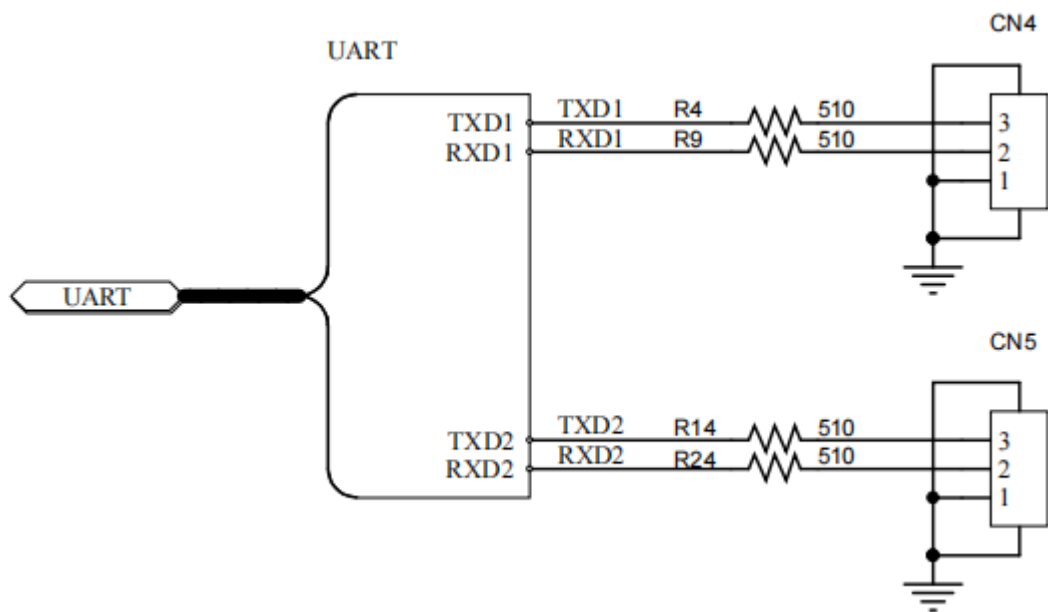 CN4
UART
TXD1 TXD1 R4 510 3
RXD1 RXD1 R9 510 2
1
UART
CN5
TXD2 TXD2 R14 510 3
RXD2 RXD2 R24 510 2
1